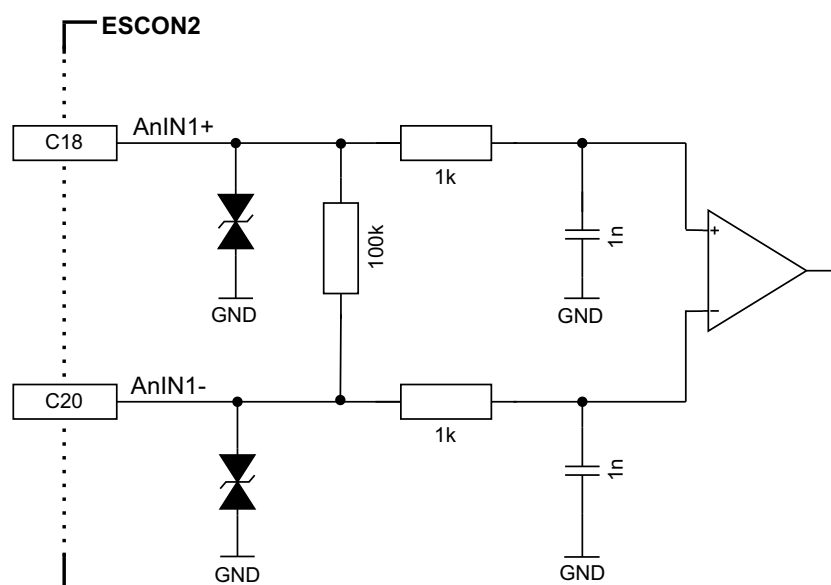 ESCON2
C18
AnIN1+
1k
100k
1n
GND
GND
+
−
C20
AnIN1-
1k
1n
GND
GND